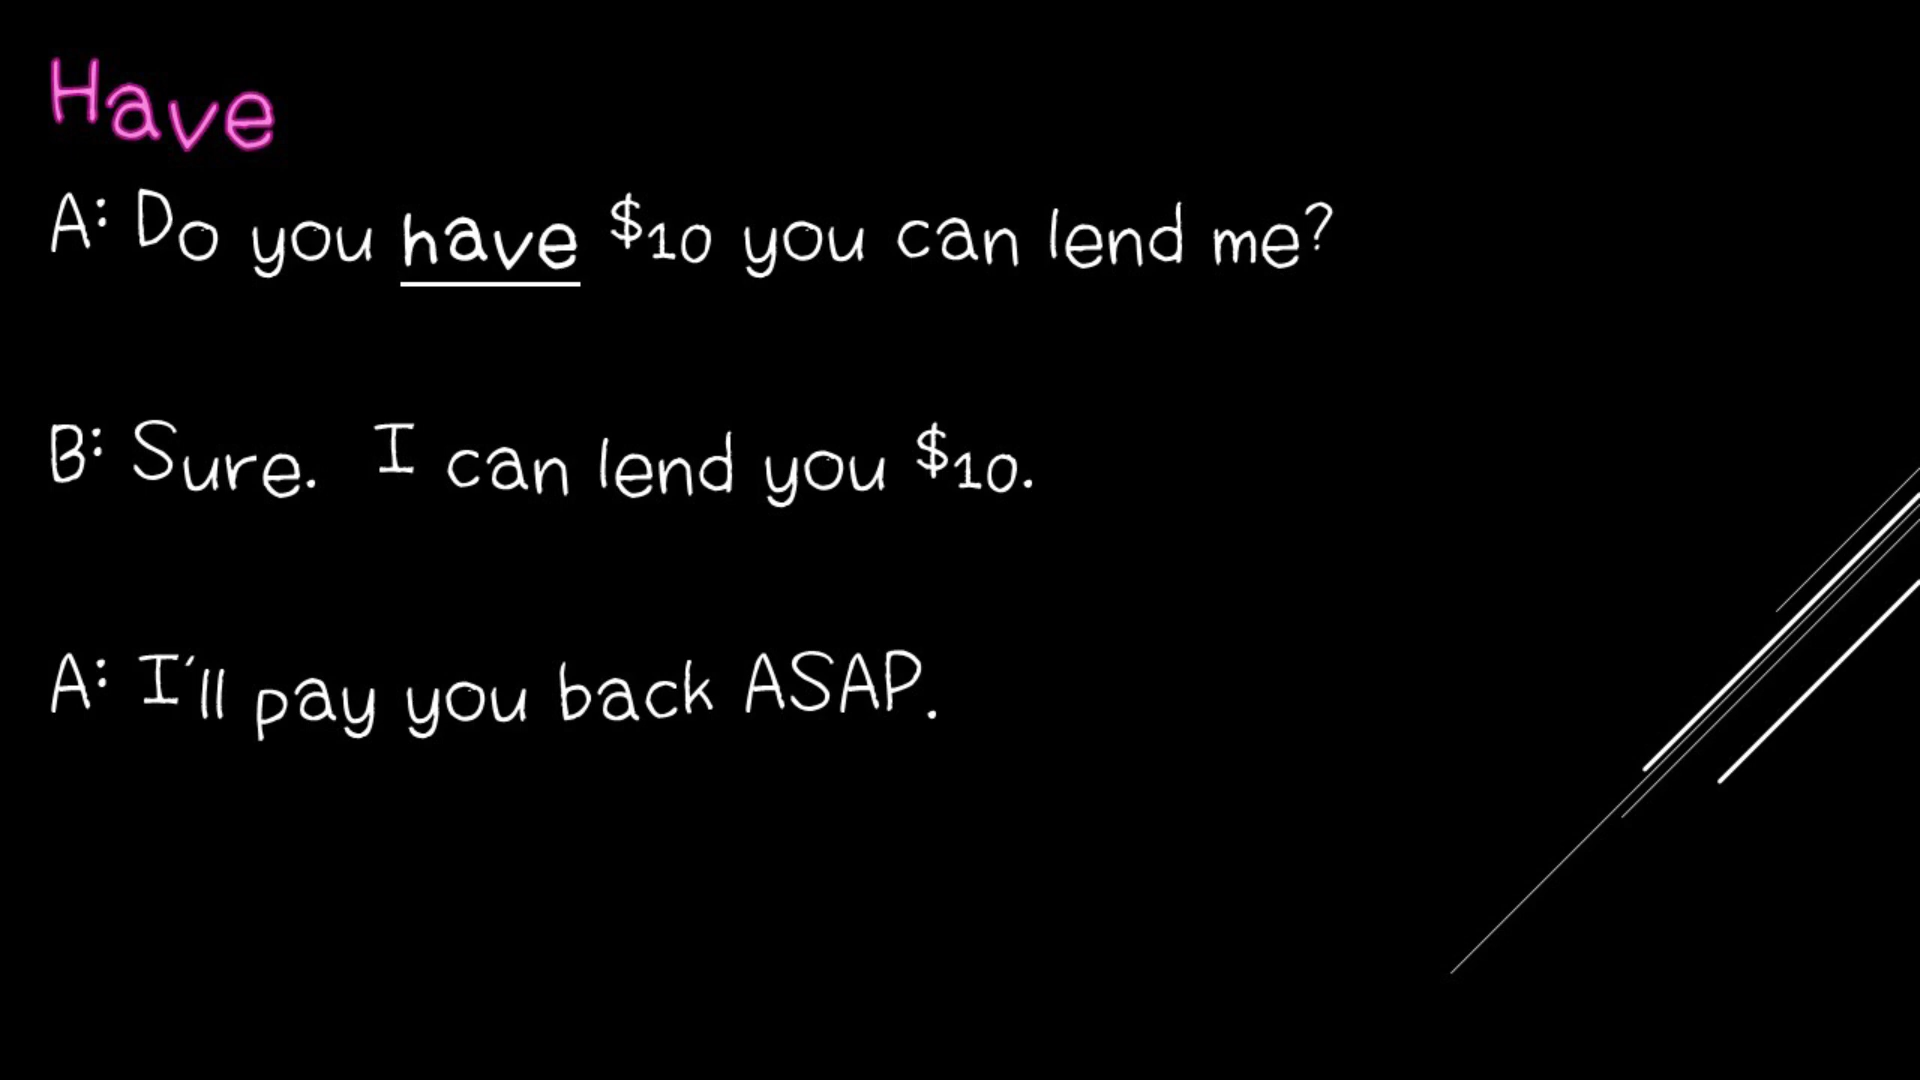 Have
A: Do you have $10 you can lend me?
B: Sure.  I can lend you $10.
A: I'll pay you back ASAP.